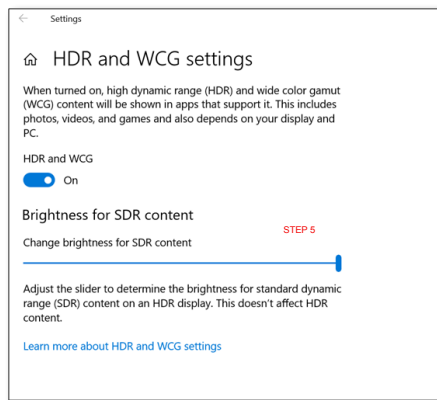 Settings
HDR and WCG settings
When turned on, high dynamic range (HDR) and wide color gamut
(WCG) content will be shown in apps that support it. This includes
photos, videos, and games and also depends on your display and
PC.
HDR and WCG
On
Brightness for SDR content
STEP 5
Change brightness for SDR content
Adjust the slider to determine the brightness for standard dynamic
range (SDR) content on an HDR display. This doesn't affect HDR
content.
Learn more about HDR and WCG settings